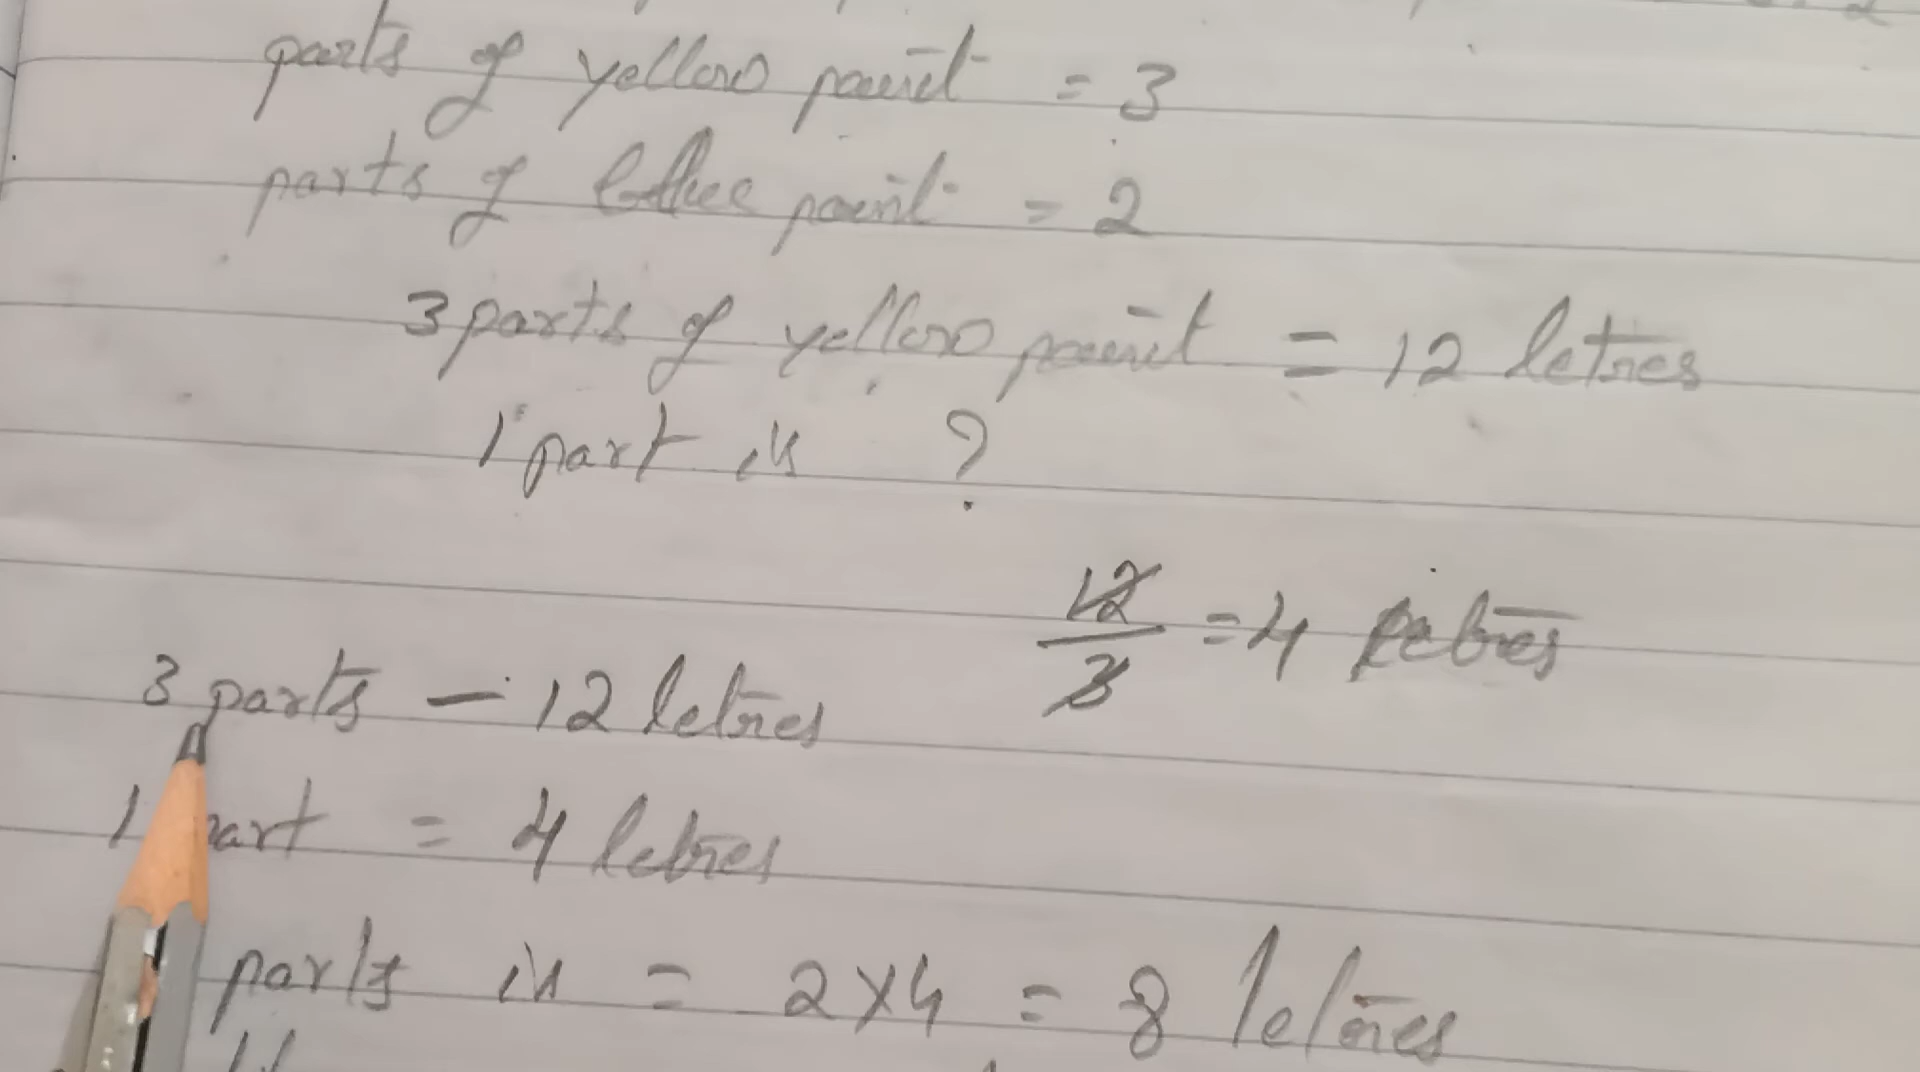 parts of yellow paint = 3
parts of blue paint = 2
3 parts of yellow paint = 12 letres
1 part is ?
12/3 = 4 letres
3 parts — 12 letres
1 part = 4 letres
parts is = 2x4 = 8 letres